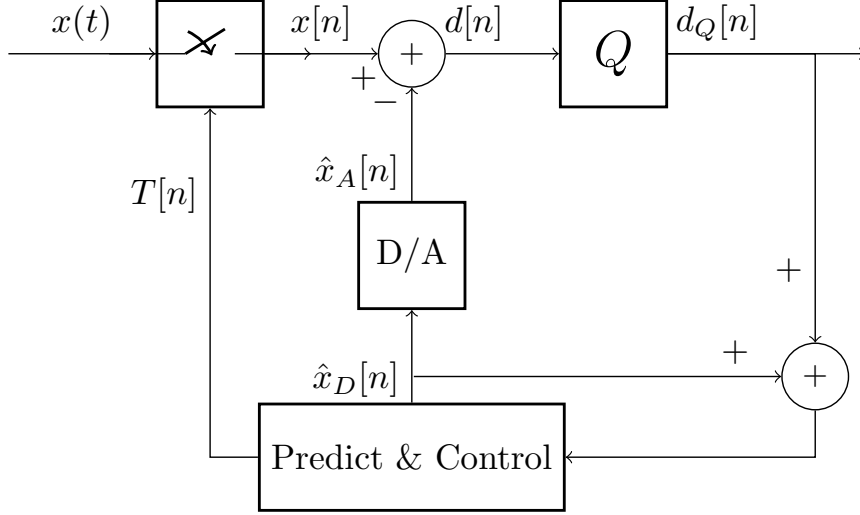 x(t)
x[n]
+
d[n]
Q
d_Q[n]
+
−
T[n]
x̂_A[n]
D/A
+
x̂_D[n]
+
+
Predict & Control